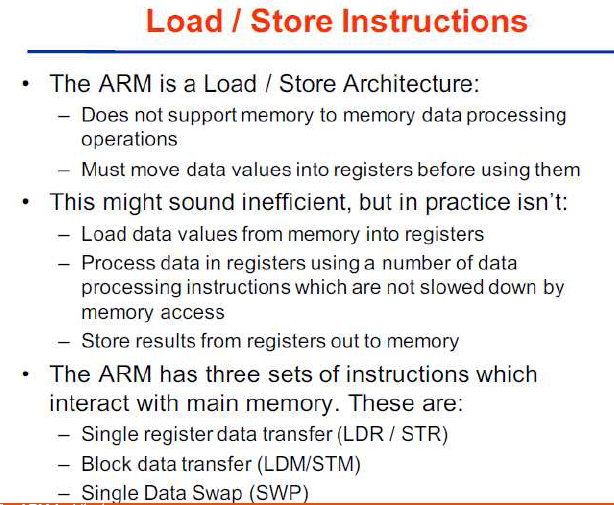 Load / Store Instructions
• The ARM is a Load / Store Architecture:
– Does not support memory to memory data processing
operations
– Must move data values into registers before using them
• This might sound inefficient, but in practice isn't:
– Load data values from memory into registers
– Process data in registers using a number of data
processing instructions which are not slowed down by
memory access
– Store results from registers out to memory
• The ARM has three sets of instructions which
interact with main memory. These are:
– Single register data transfer (LDR / STR)
– Block data transfer (LDM/STM)
– Single Data Swap (SWP)